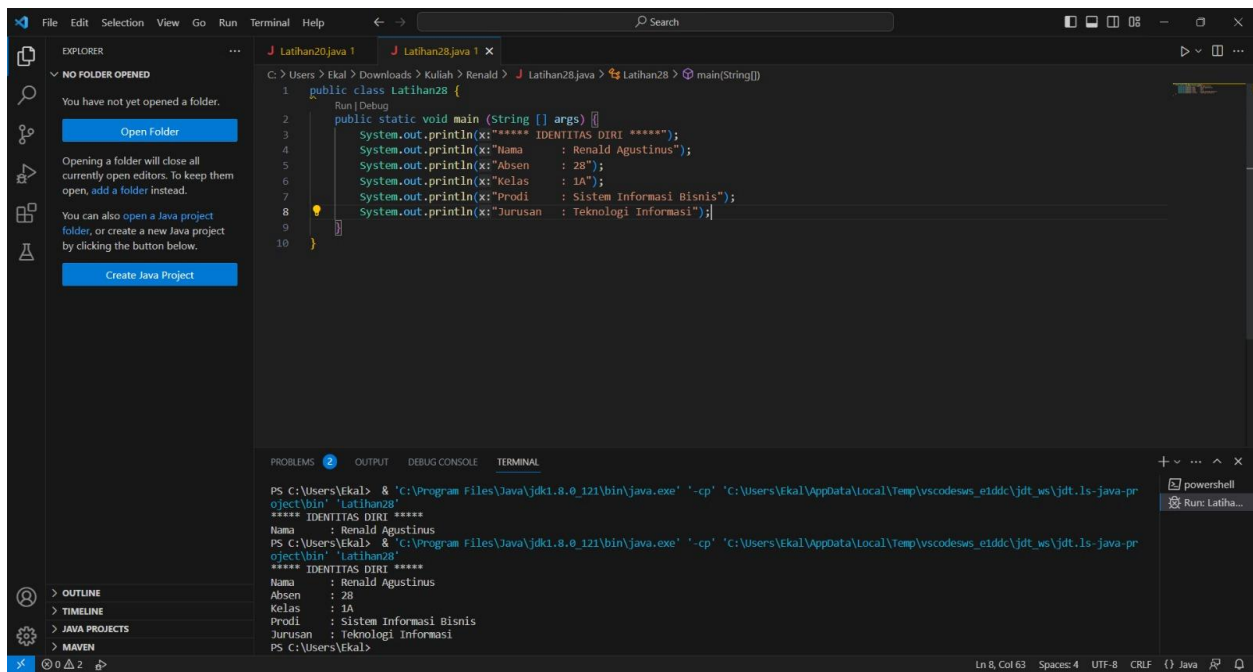 File Edit Selection View Go Run Terminal Help
Search
EXPLORER
NO FOLDER OPENED
You have not yet opened a folder.
Open Folder
Opening a folder will close all
currently open editors. To keep them
open, add a folder instead.
You can also open a Java project
folder, or create a new Java project
by clicking the button below.
Create Java Project
OUTLINE
TIMELINE
JAVA PROJECTS
MAVEN
Latihan20.java 1
Latihan28.java 1
C: > Users > Ekal > Downloads > Kuliah > Renald > Latihan28.java > Latihan28 > main(String[])
1 public class Latihan28 {
Run | Debug
2 public static void main (String [] args) {
3 System.out.println(x:"***** IDENTITAS DIRI *****");
4 System.out.println(x:"Nama : Renald Agustinus");
5 System.out.println(x:"Absen : 28");
6 System.out.println(x:"Kelas : 1A");
7 System.out.println(x:"Prodi : Sistem Informasi Bisnis");
8 System.out.println(x:"Jurusan : Teknologi Informasi");
9 }
10 }
PROBLEMS 2 OUTPUT DEBUG CONSOLE TERMINAL
PS C:\Users\Ekal> & 'C:\Program Files\Java\jdk1.8.0_121\bin\java.exe' '-cp' 'C:\Users\Ekal\AppData\Local\Temp\vscodesws_e1ddc\jdt_ws\jdt.ls-java-pr
oject\bin' 'Latihan28'
***** IDENTITAS DIRI *****
Nama : Renald Agustinus
PS C:\Users\Ekal> & 'C:\Program Files\Java\jdk1.8.0_121\bin\java.exe' '-cp' 'C:\Users\Ekal\AppData\Local\Temp\vscodesws_e1ddc\jdt_ws\jdt.ls-java-pr
oject\bin' 'Latihan28'
***** IDENTITAS DIRI *****
Nama : Renald Agustinus
Absen : 28
Kelas : 1A
Prodi : Sistem Informasi Bisnis
Jurusan : Teknologi Informasi
PS C:\Users\Ekal>
powershell
Run: Latiha...
0 2
Ln 8, Col 63 Spaces: 4 UTF-8 CRLF {} Java